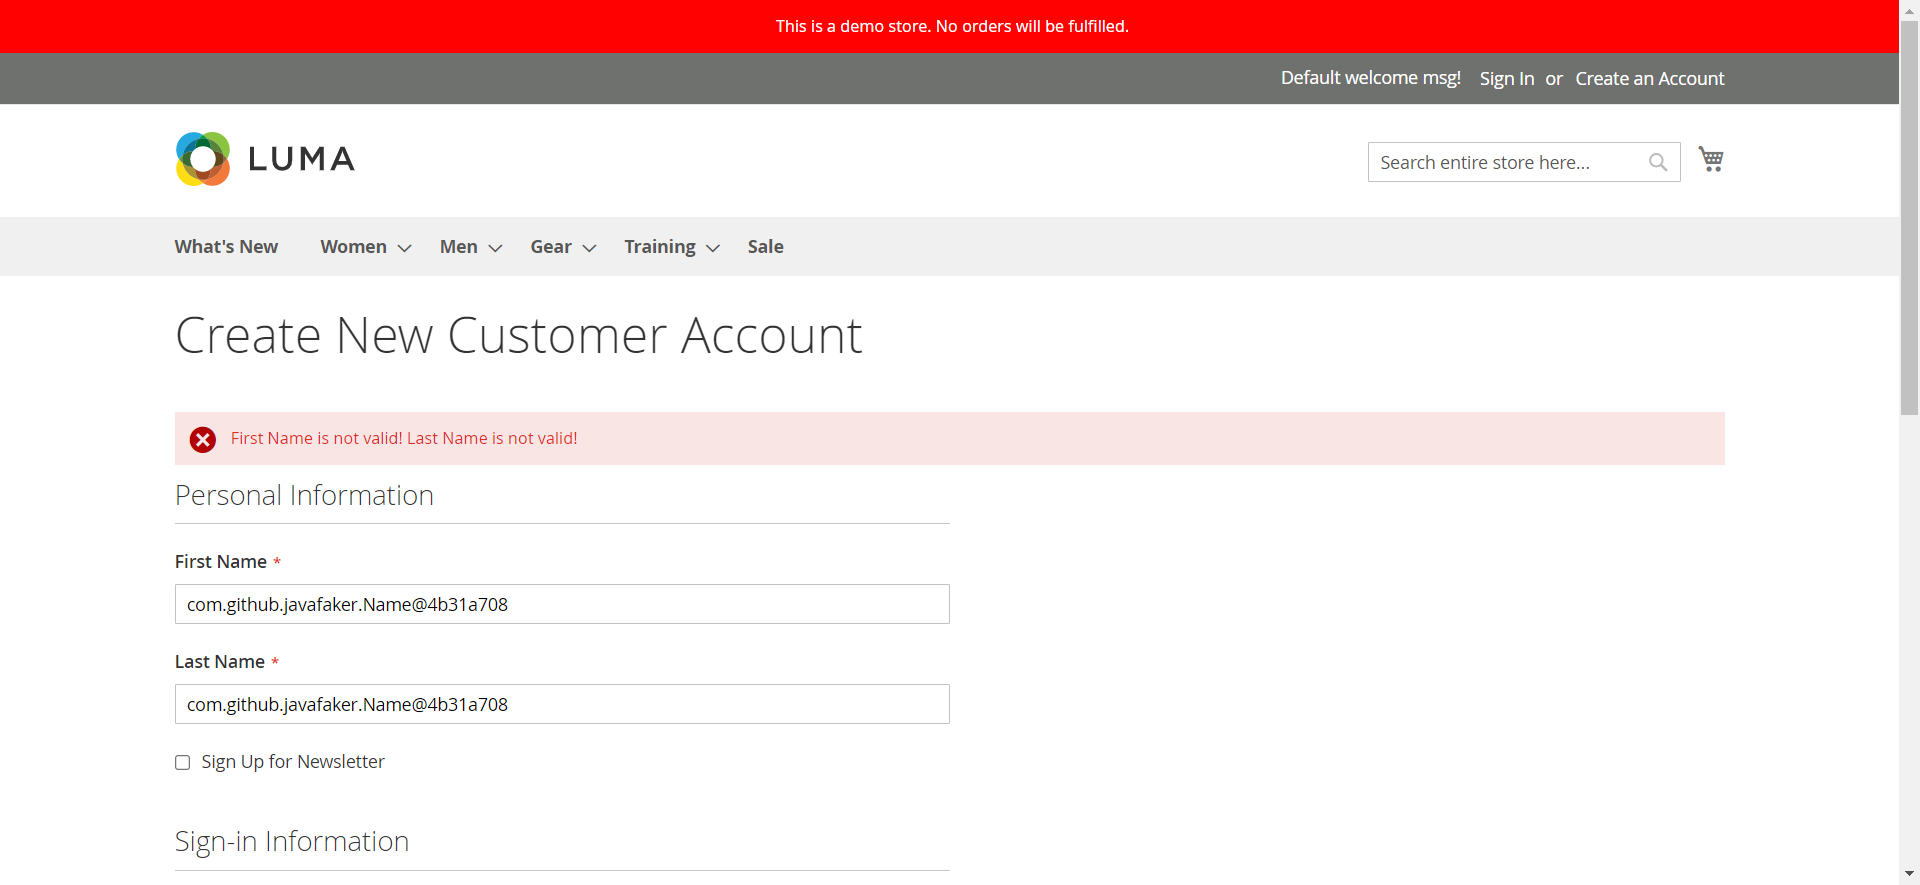 This is a demo store. No orders will be fulfilled.
Default welcome msg! Sign In or Create an Account
LUMA
Search entire store here...
What's New Women Men Gear Training Sale
Create New Customer Account
First Name is not valid! Last Name is not valid!
Personal Information
First Name *
com.github.javafaker.Name@4b31a708
Last Name *
com.github.javafaker.Name@4b31a708
Sign Up for Newsletter
Sign-in Information